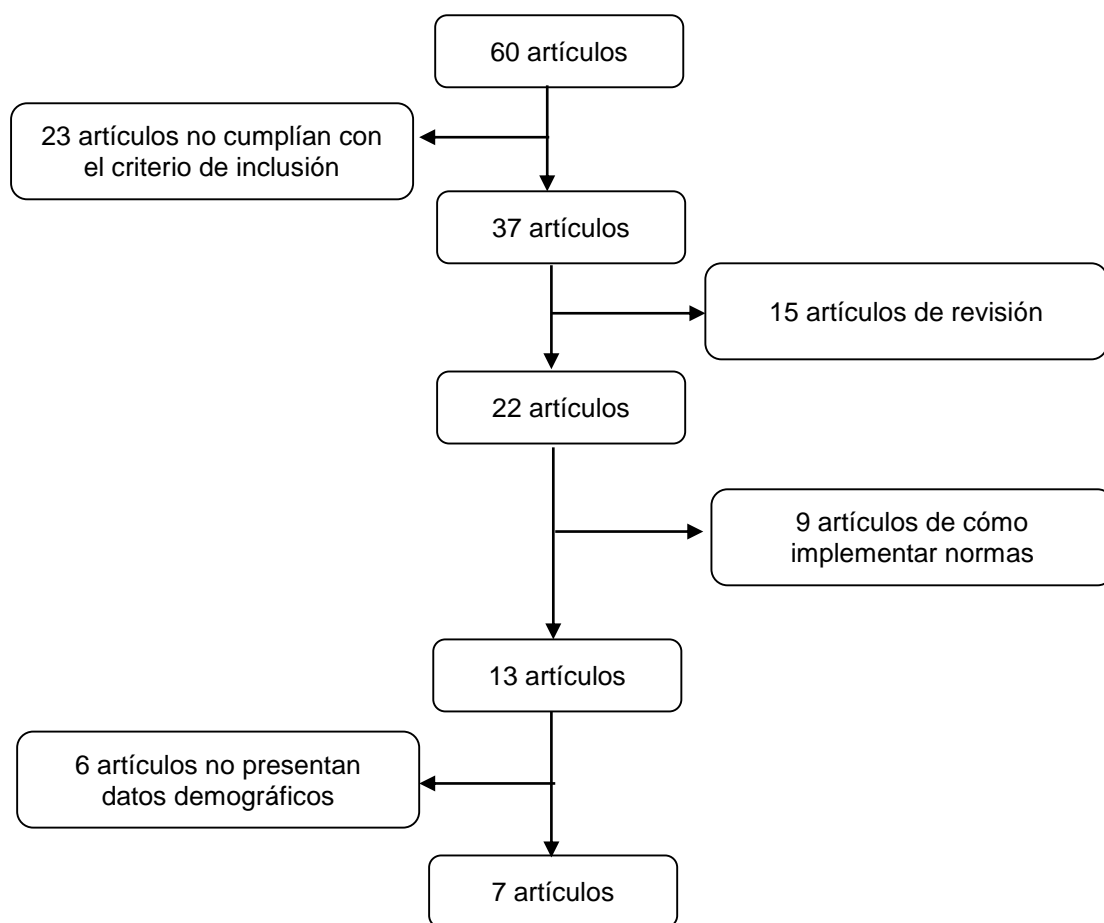 60 artículos
23 artículos no cumplían con
el criterio de inclusión
37 artículos
15 artículos de revisión
22 artículos
9 artículos de cómo
implementar normas
13 artículos
6 artículos no presentan
datos demográficos
7 artículos